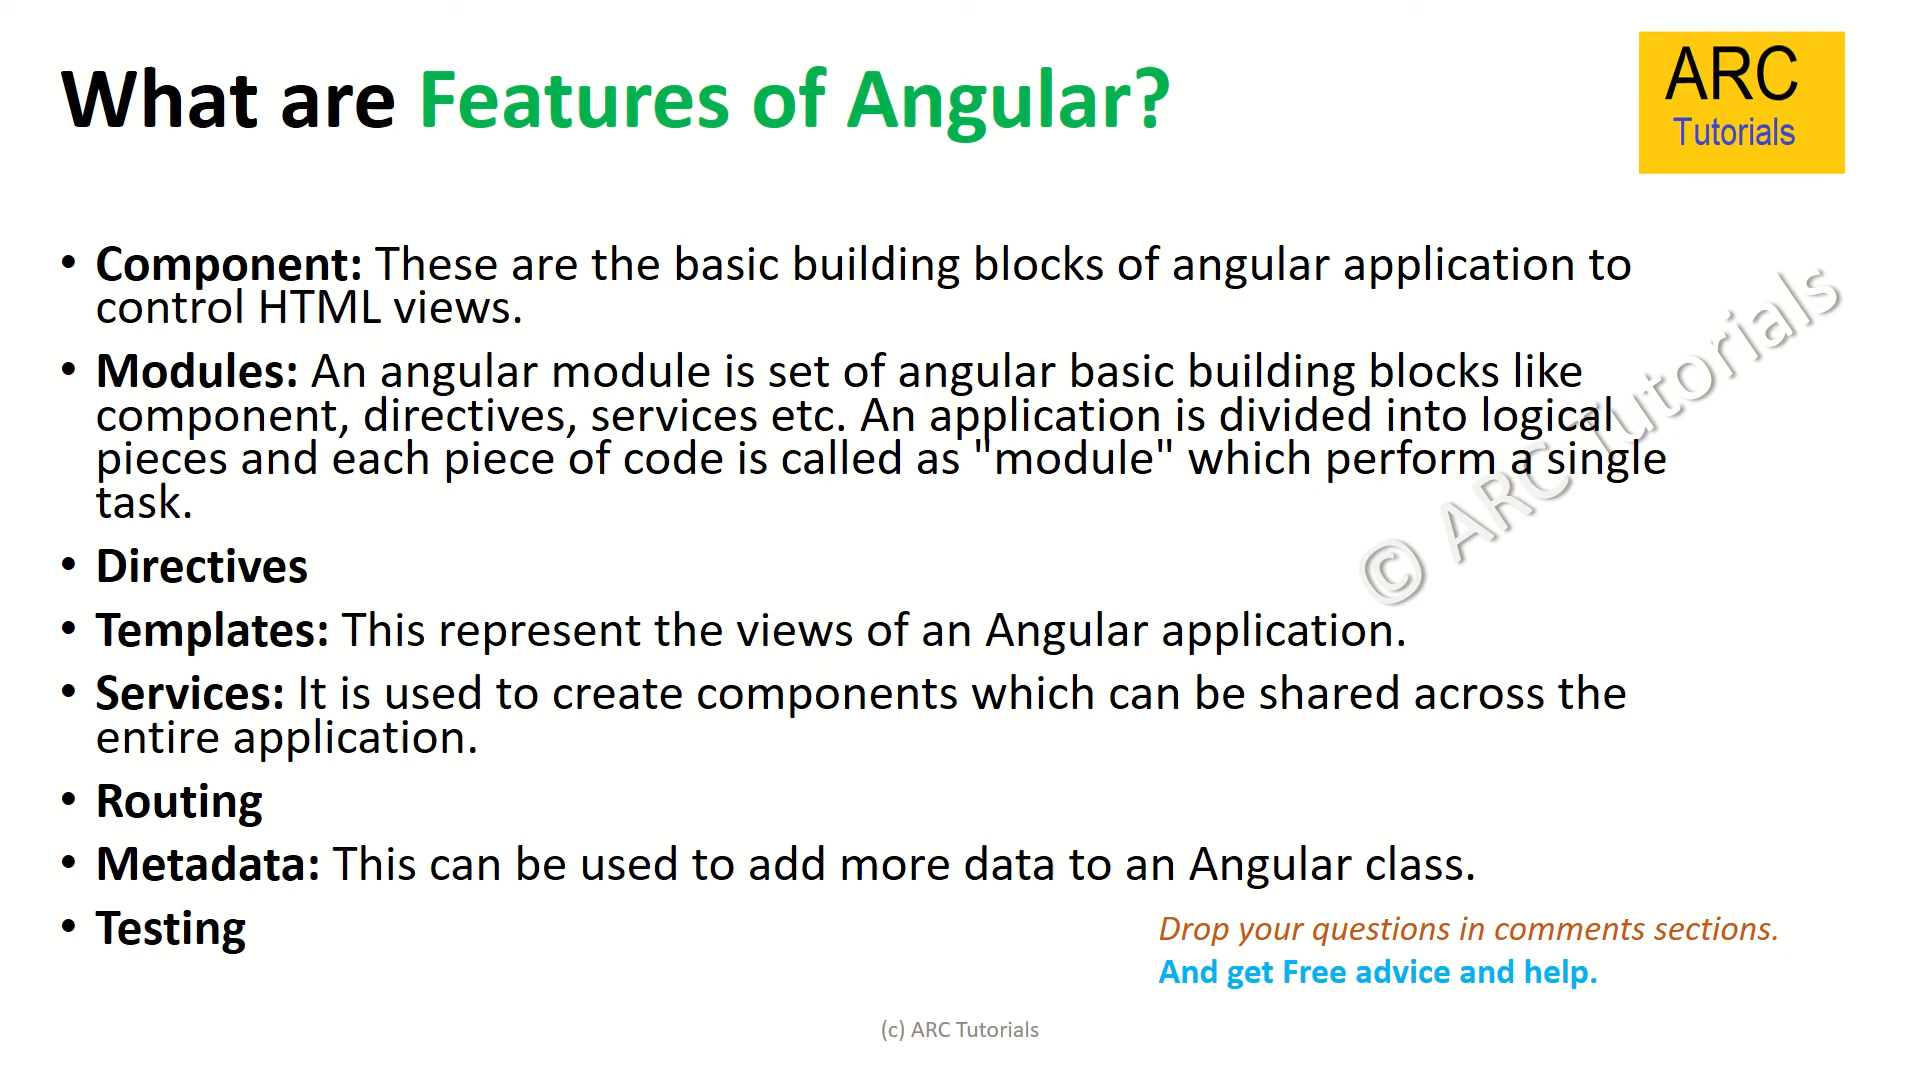 What are Features of Angular?
ARC
Tutorials
• Component: These are the basic building blocks of angular application to
control HTML views.
• Modules: An angular module is set of angular basic building blocks like
component, directives, services etc. An application is divided into logical
pieces and each piece of code is called as "module" which perform a single
task.
• Directives
• Templates: This represent the views of an Angular application.
• Services: It is used to create components which can be shared across the
entire application.
• Routing
• Metadata: This can be used to add more data to an Angular class.
• Testing
© ARC Tutorials
Drop your questions in comments sections.
And get Free advice and help.
(c) ARC Tutorials